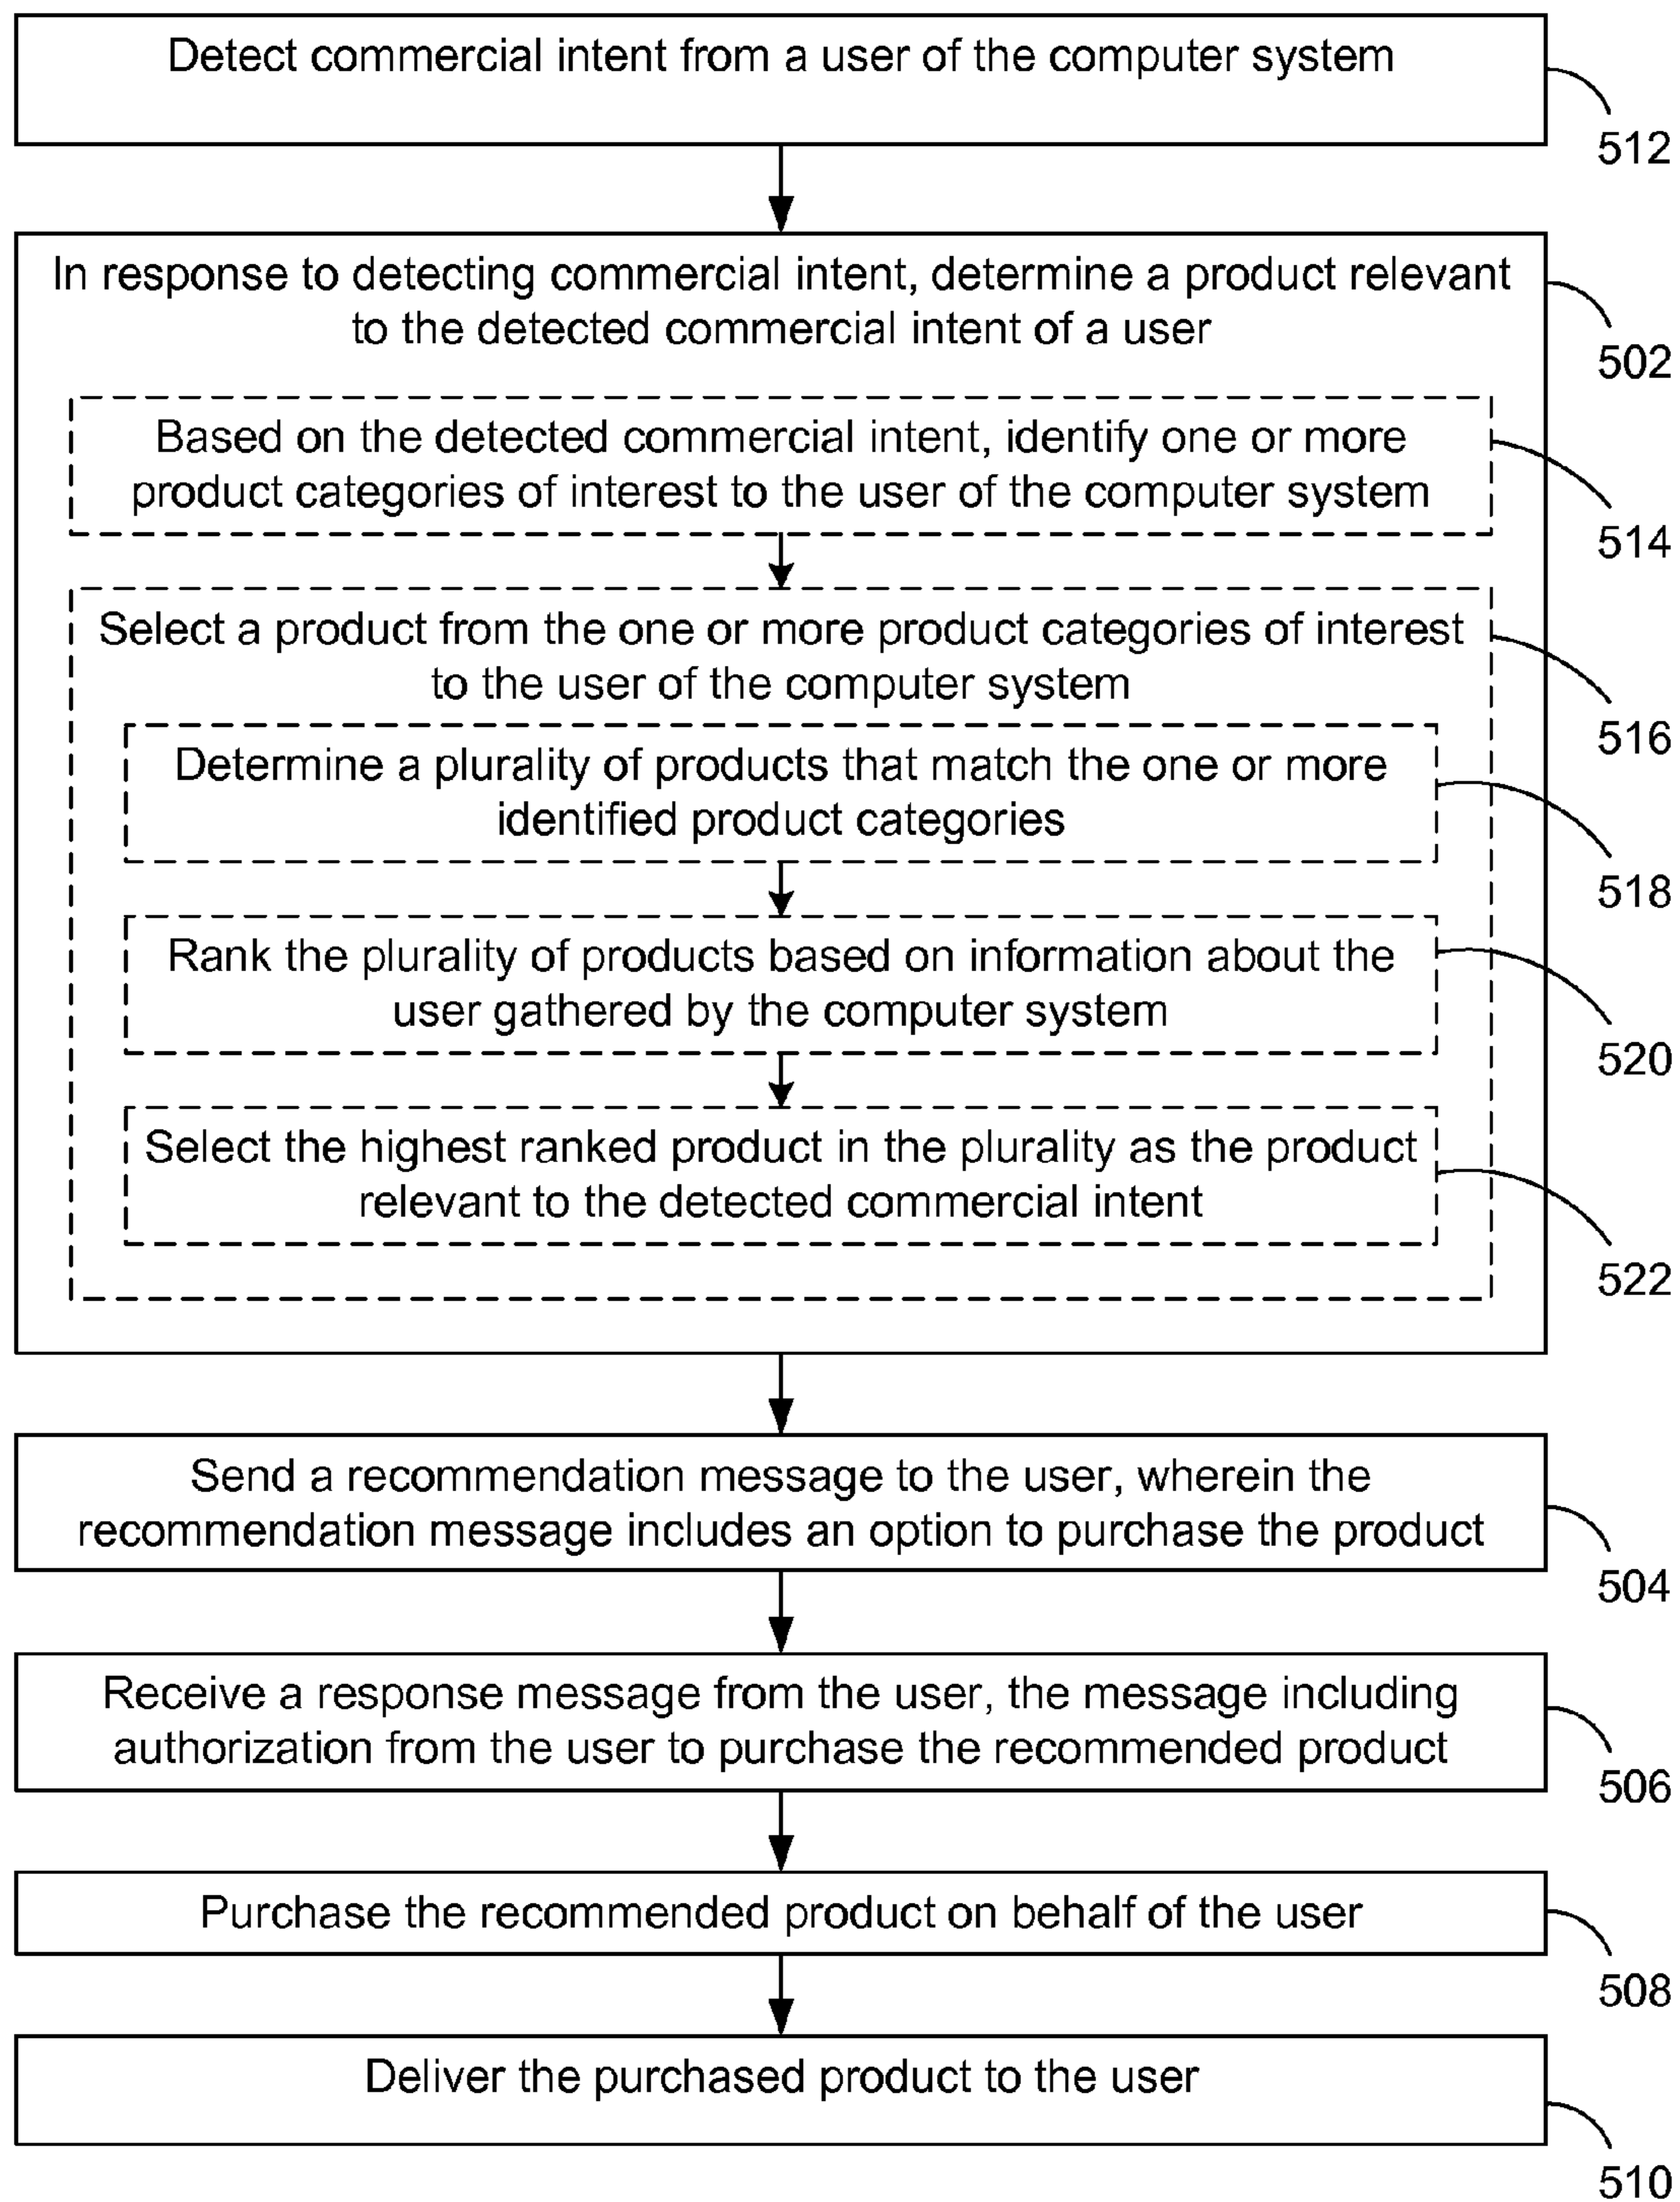 Detect commercial intent from a user of the computer system
512
In response to detecting commercial intent, determine a product relevant
to the detected commercial intent of a user
502
Based on the detected commercial intent, identify one or more
product categories of interest to the user of the computer system
514
Select a product from the one or more product categories of interest
to the user of the computer system
516
Determine a plurality of products that match the one or more
identified product categories
518
Rank the plurality of products based on information about the
user gathered by the computer system
520
Select the highest ranked product in the plurality as the product
relevant to the detected commercial intent
522
Send a recommendation message to the user, wherein the
recommendation message includes an option to purchase the product
504
Receive a response message from the user, the message including
authorization from the user to purchase the recommended product
506
Purchase the recommended product on behalf of the user
508
Deliver the purchased product to the user
510